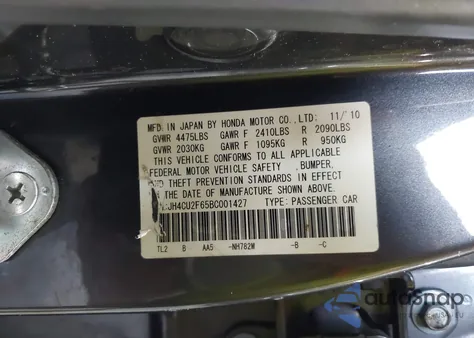 MFD IN JAPAN BY HONDA MOTOR CO.,LTD: 11/'10
GVWR 4475LBS GAWR F 2410LBS R 2090LBS
GVWR 2030KG GAWR F 1095KG R 950KG
THIS VEHICLE CONFORMS TO ALL APPLICABLE
FEDERAL MOTOR VEHICLE SAFETY ,BUMPER,
THEFT PREVENTION STANDARDS IN EFFECT
THE DATE OF MANUFACTURE SHOWN ABOVE.
JH4CU2F65BC001427 TYPE: PASSENGER CAR
TL2 B AA5 -NH782M -B -C
autoSnap